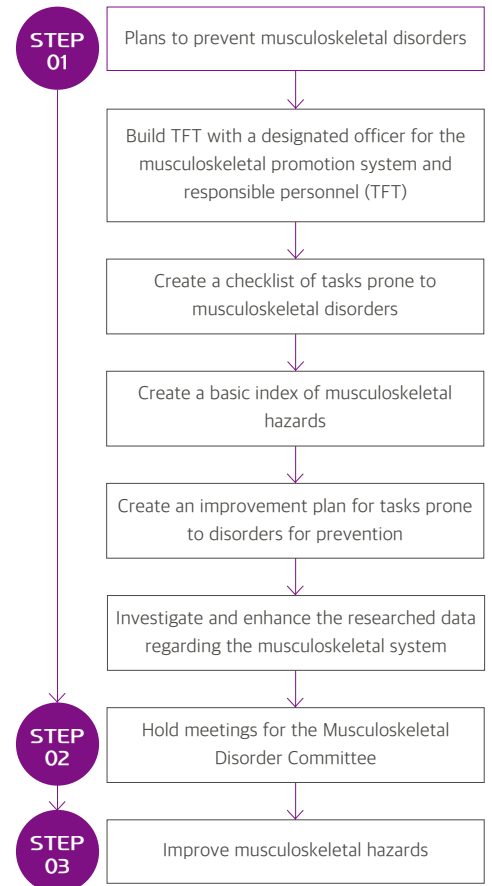 STEP
01
Plans to prevent musculoskeletal disorders
Build TFT with a designated officer for the
musculoskeletal promotion system and
responsible personnel (TFT)
Create a checklist of tasks prone to
musculoskeletal disorders
Create a basic index of musculoskeletal
hazards
Create an improvement plan for tasks prone
to disorders for prevention
Investigate and enhance the researched data
regarding the musculoskeletal system
STEP
02
Hold meetings for the Musculoskeletal
Disorder Committee
STEP
03
Improve musculoskeletal hazards